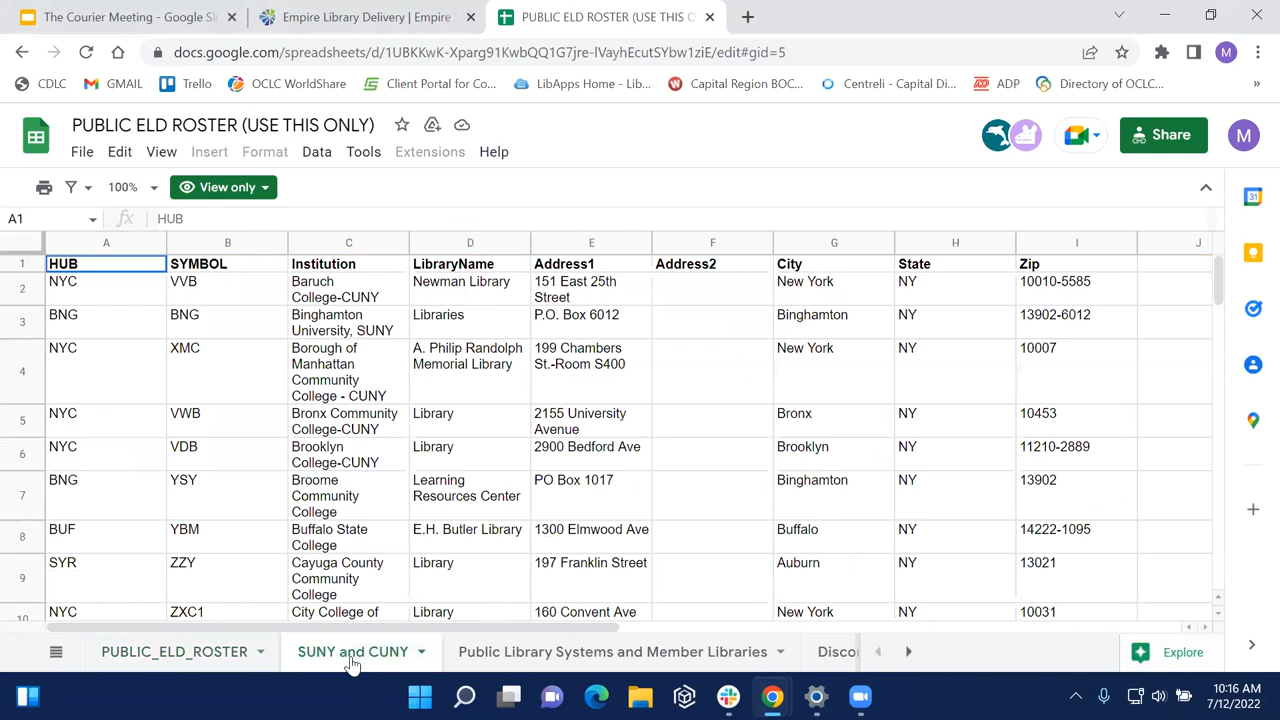 The Courier Meeting - Google Sl
Empire Library Delivery | Empire S
PUBLIC ELD ROSTER (USE THIS O
docs.google.com/spreadsheets/d/1UBKKwK-Xparg91KwbQQ1G7jre-lVayhEcutSYbw1ziE/edit#gid=5
M
CDLC GMAIL Trello OCLC WorldShare Client Portal for Co... LibApps Home - Lib... Capital Region BOC... Centreli - Capital Di... ADP Directory of OCLC... »
PUBLIC ELD ROSTER (USE THIS ONLY)
File Edit View Insert Format Data Tools Extensions Help
Share
M
100% View only
A1 fx HUB
A B C D E F G H I J
1 HUB SYMBOL Institution LibraryName Address1 Address2 City State Zip
2 NYC VVB Baruch College-CUNY Newman Library 151 East 25th Street New York NY 10010-5585
3 BNG BNG Binghamton University, SUNY Libraries P.O. Box 6012 Binghamton NY 13902-6012
4 NYC XMC Borough of Manhattan Community College - CUNY A. Philip Randolph Memorial Library 199 Chambers St.-Room S400 New York NY 10007
5 NYC VWB Bronx Community College-CUNY Library 2155 University Avenue Bronx NY 10453
6 NYC VDB Brooklyn College-CUNY Library 2900 Bedford Ave Brooklyn NY 11210-2889
7 BNG YSY Broome Community College Learning Resources Center PO Box 1017 Binghamton NY 13902
8 BUF YBM Buffalo State College E.H. Butler Library 1300 Elmwood Ave Buffalo NY 14222-1095
9 SYR ZZY Cayuga County Community College Library 197 Franklin Street Auburn NY 13021
10 NYC ZXC1 City College of Library 160 Convent Ave New York NY 10031
PUBLIC_ELD_ROSTER SUNY and CUNY Public Library Systems and Member Libraries Disco Explore
10:16 AM
7/12/2022